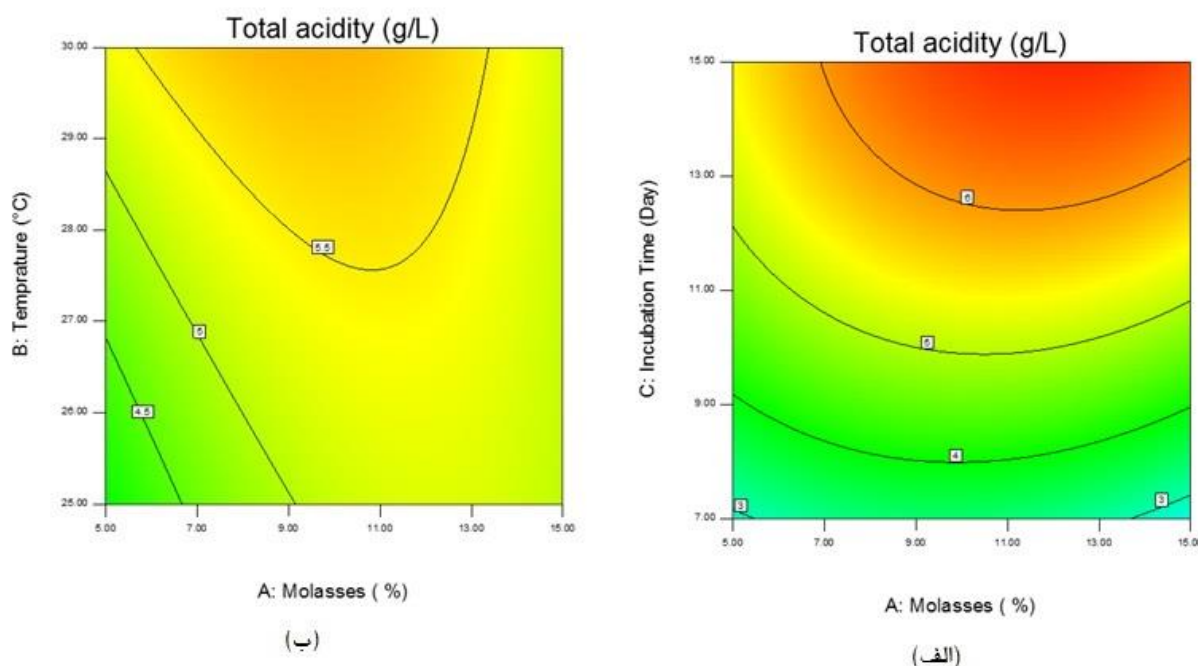 Total acidity (g/L)
30.00
29.00
28.00
27.00
26.00
25.00
B: Temprature (°C)
5.5
5
4.5
5.00 7.00 9.00 11.00 13.00 15.00
A: Molasses ( %)
(ب)
Total acidity (g/L)
15.00
13.00
11.00
9.00
7.00
C: Incubation Time (Day)
6
5
4
3 3
5.00 7.00 9.00 11.00 13.00 15.00
A: Molasses ( %)
(الف)